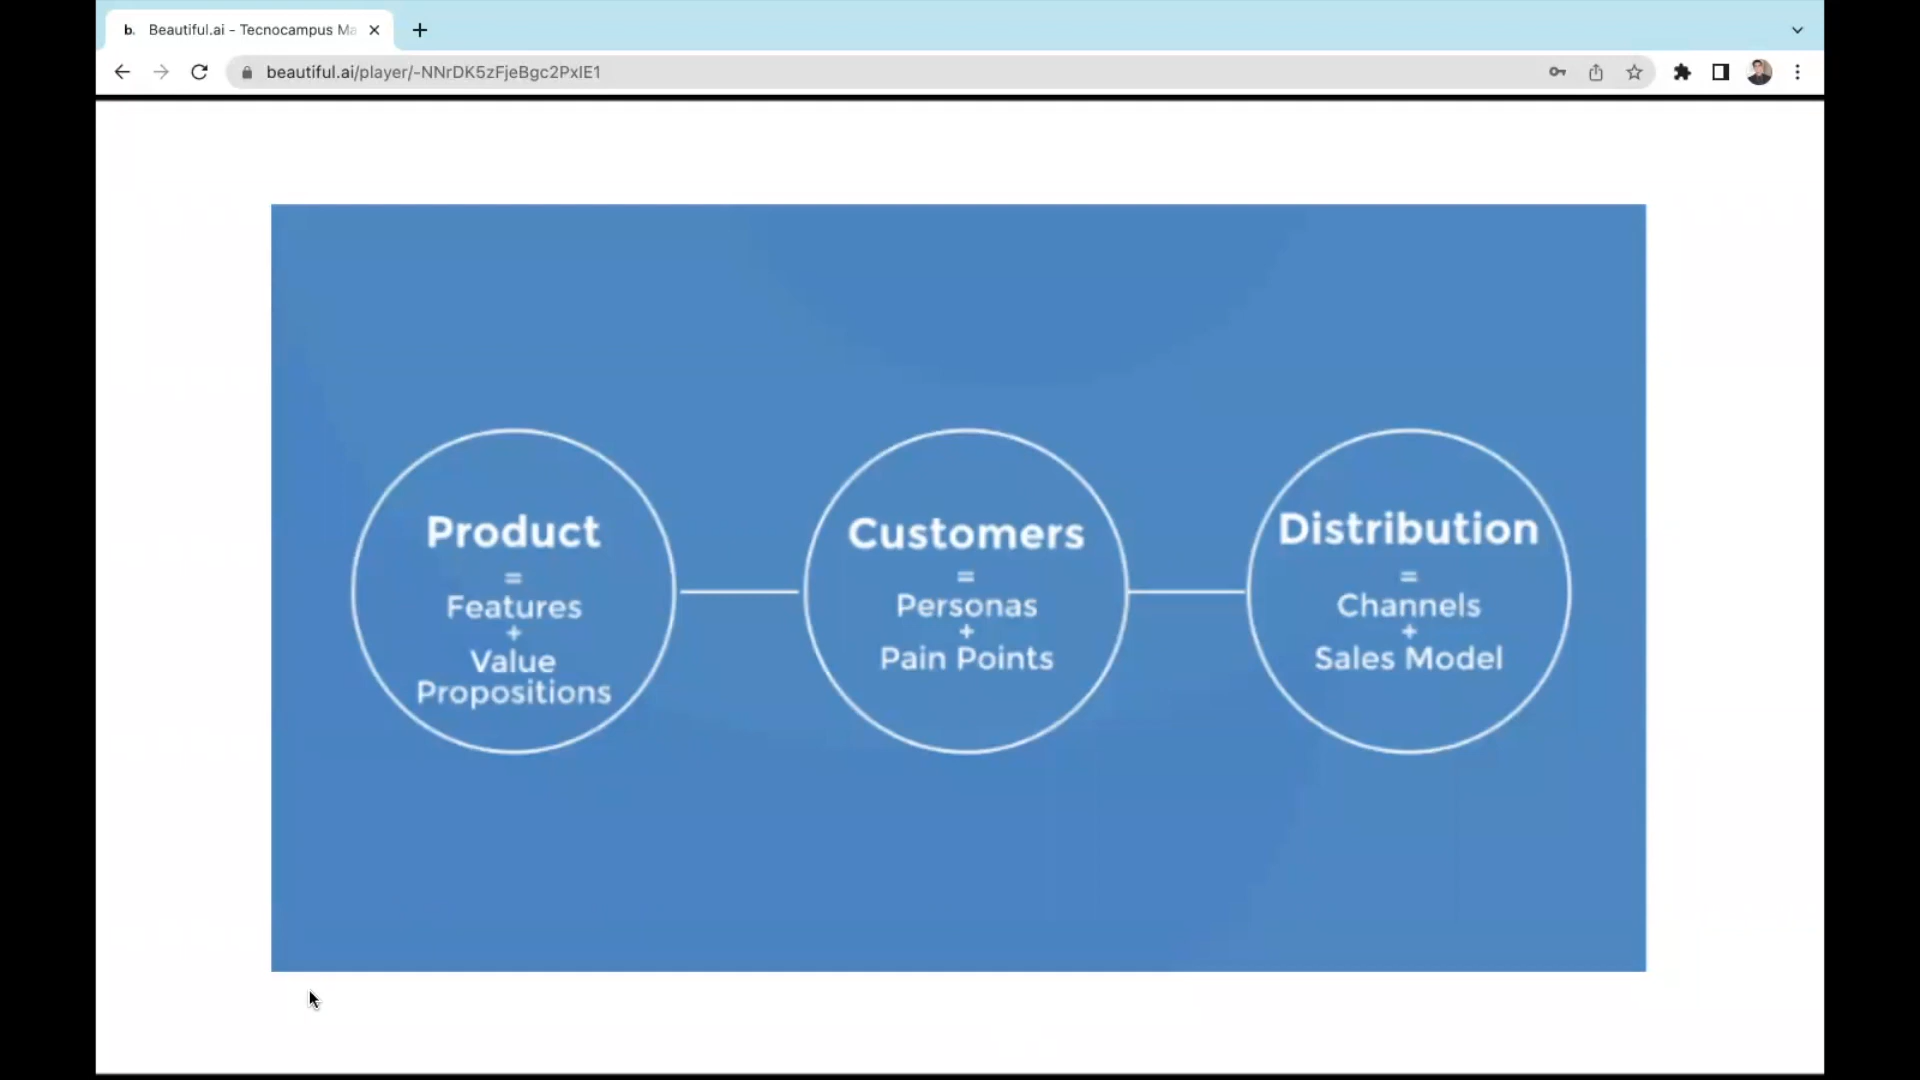 b. Beautiful.ai - Tecnocampus Ma
beautiful.ai/player/-NNrDK5zFjeBgc2PxlE1
Product
=
Features
+
Value
Propositions
Customers
=
Personas
+
Pain Points
Distribution
=
Channels
+
Sales Model